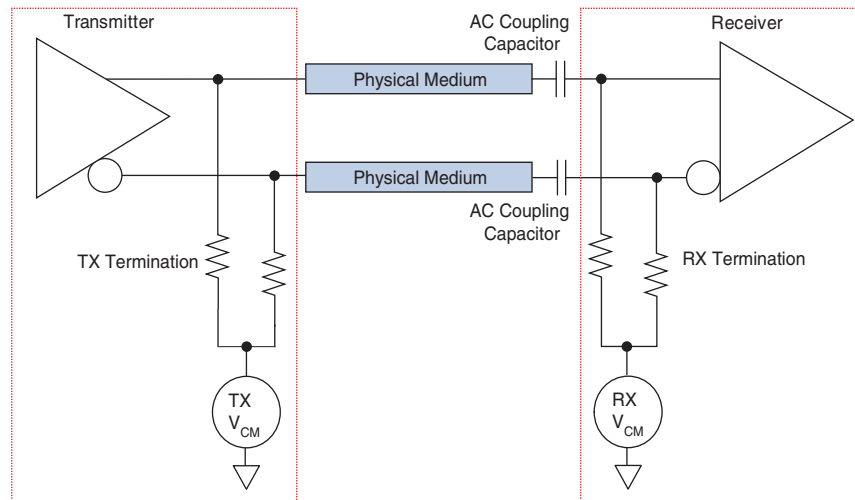 Transmitter
AC Coupling
Capacitor
Receiver
Physical Medium
Physical Medium
AC Coupling
Capacitor
TX Termination
RX Termination
TX
VCM
RX
VCM